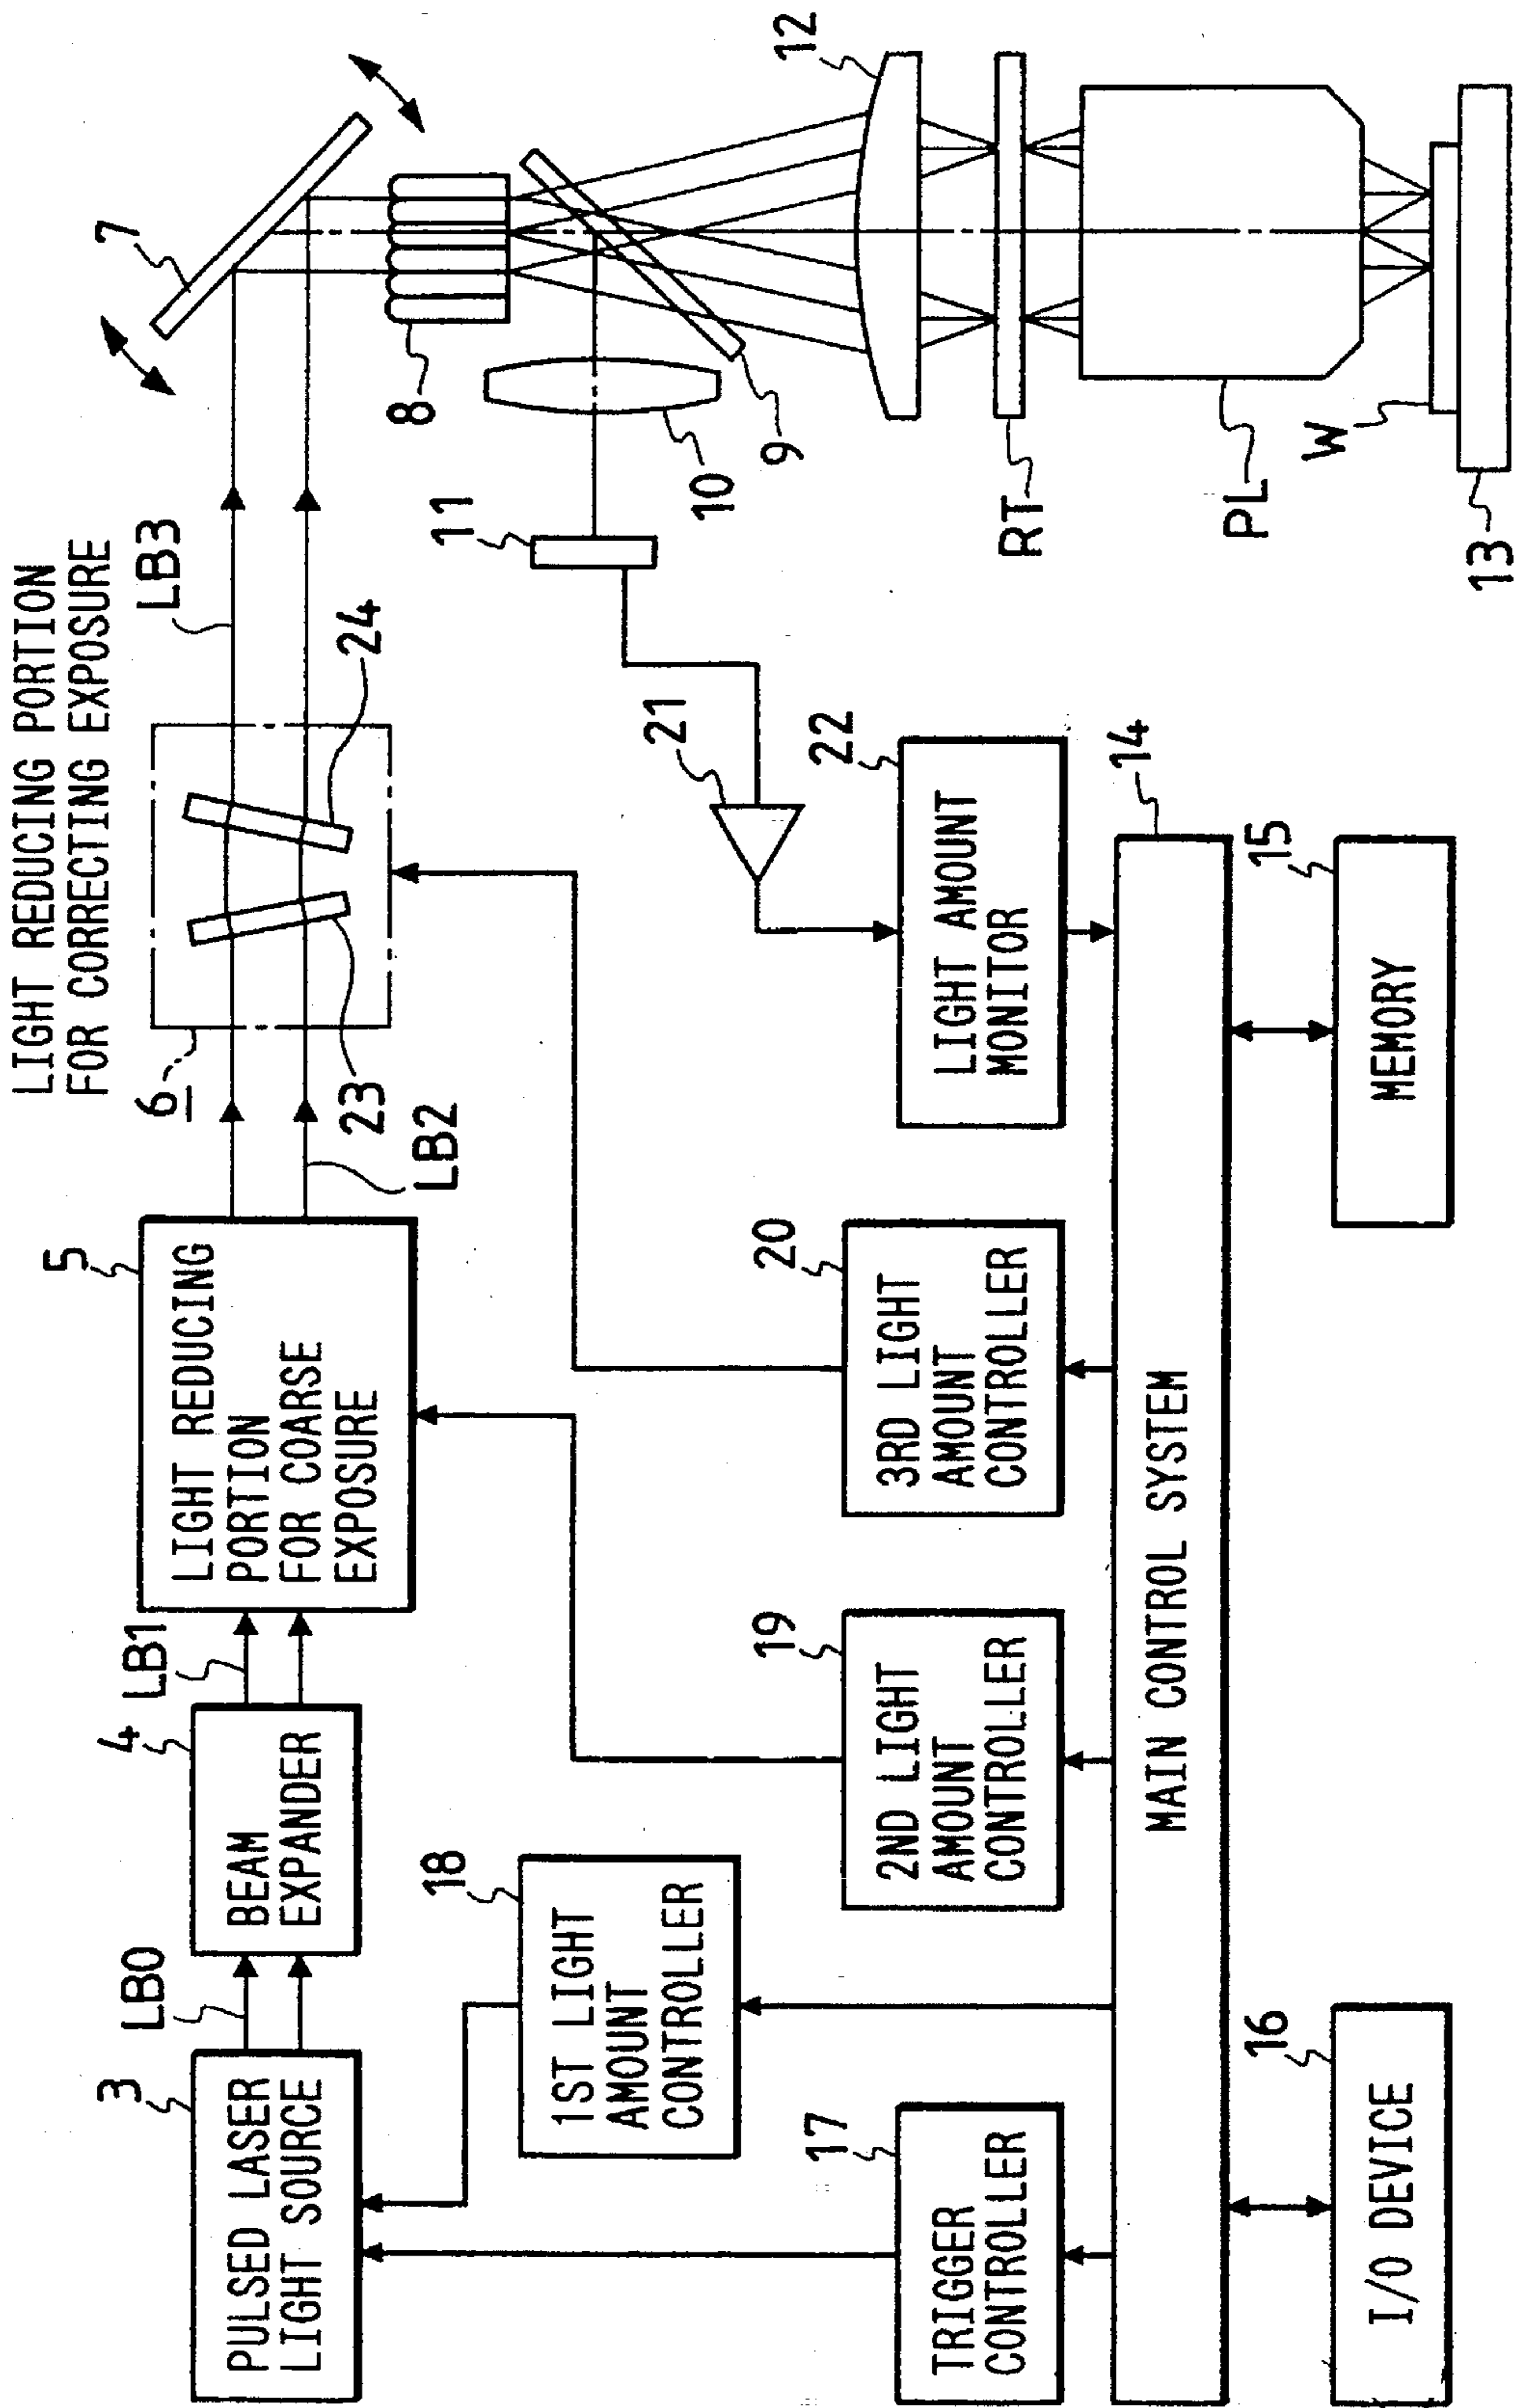 LIGHT REDUCING PORTION
FOR CORRECTING EXPOSURE
3
LB0
4
LB1
5
6
LB2
23
24
LB3
7
PULSED LASER
LIGHT SOURCE
BEAM
EXPANDER
LIGHT REDUCING
PORTION
FOR COARSE
EXPOSURE
8
10
9
11
12
RT
PL
W
13
18
1ST LIGHT
AMOUNT
CONTROLLER
17
TRIGGER
CONTROLLER
19
2ND LIGHT
AMOUNT
CONTROLLER
20
3RD LIGHT
AMOUNT
CONTROLLER
21
22
LIGHT AMOUNT
MONITOR
14
MAIN CONTROL SYSTEM
16
I/O DEVICE
15
MEMORY